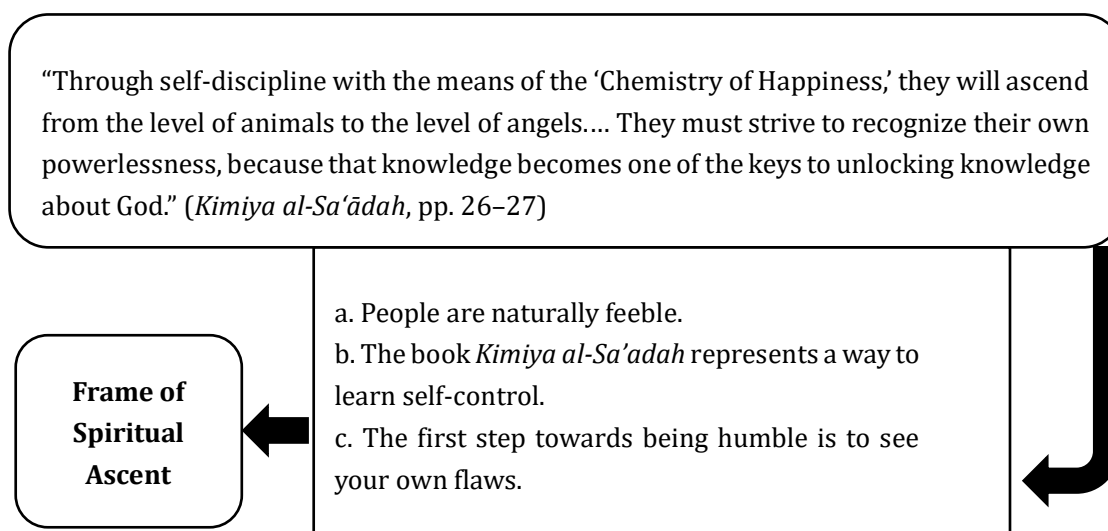 “Through self-discipline with the means of the ‘Chemistry of Happiness,’ they will ascend
from the level of animals to the level of angels.... They must strive to recognize their own
powerlessness, because that knowledge becomes one of the keys to unlocking knowledge
about God.” (Kimiya al-Sa‘ādah, pp. 26–27)
a. People are naturally feeble.
b. The book Kimiya al-Sa’adah represents a way to
learn self-control.
c. The first step towards being humble is to see
your own flaws.
Frame of
Spiritual
Ascent